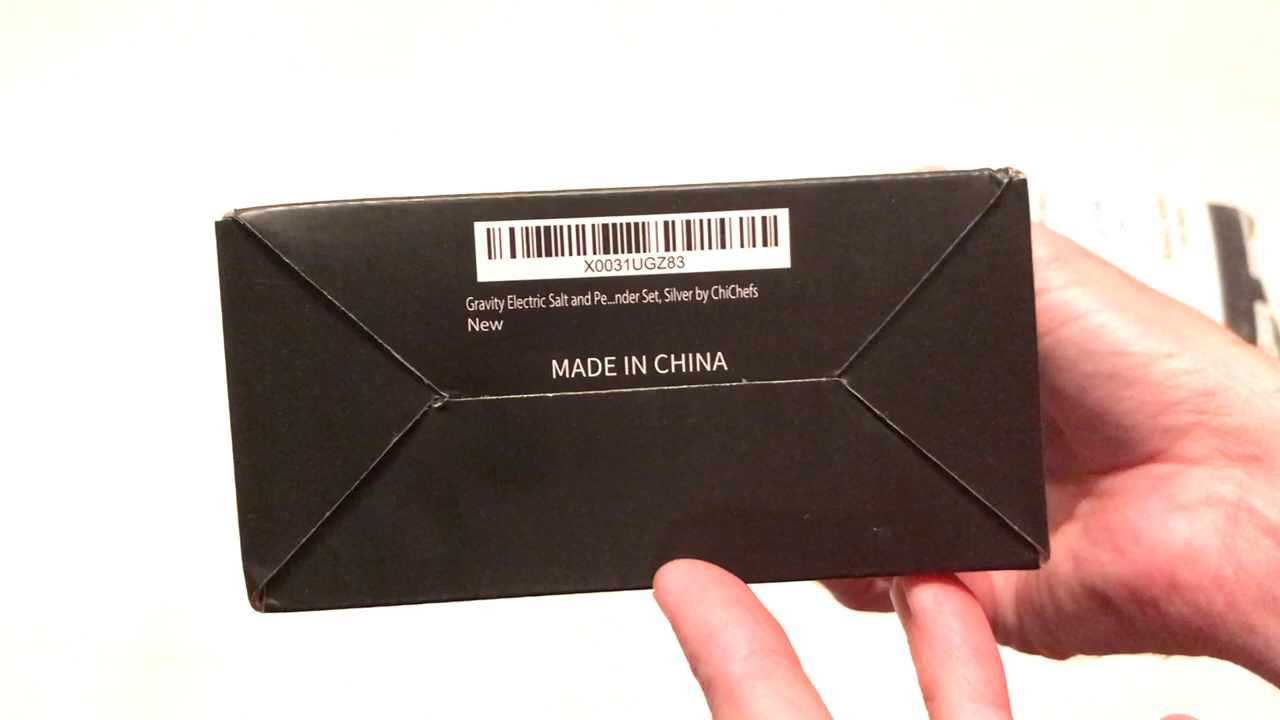 X0031UGZ83
Gravity Electric Salt and Pe...nder Set, Silver by ChiChefs
New
MADE IN CHINA